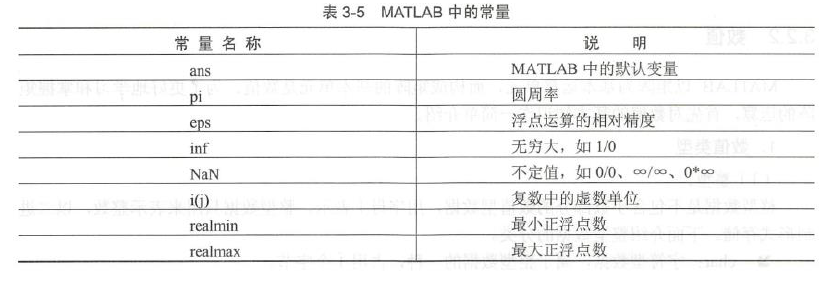 表 3-5 MATLAB 中的常量
常 量 名 称 说 明
ans MATLAB 中的默认变量
pi 圆周率
eps 浮点运算的相对精度
inf 无穷大，如 1/0
NaN 不定值，如 0/0、∞/∞、0*∞
i(j) 复数中的虚数单位
realmin 最小正浮点数
realmax 最大正浮点数